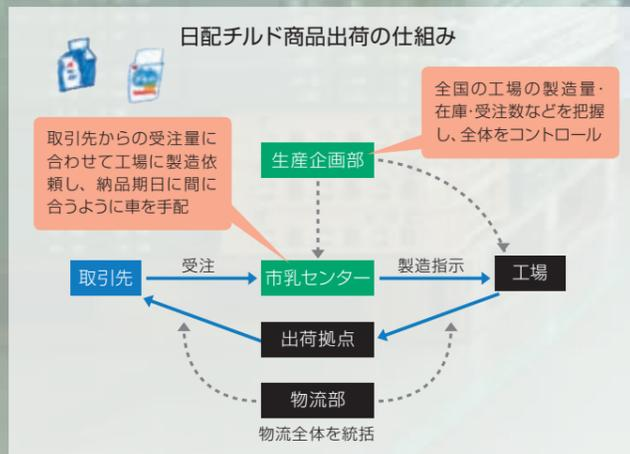 日配チルド商品出荷の仕組み
全国の工場の製造量・
在庫・受注数などを把握
し、全体をコントロール
取引先からの受注量に
合わせて工場に製造依
頼し、納品期日に間に
合うように車を手配
生産企画部
取引先
受注
市乳センター
製造指示
工場
出荷拠点
物流部
物流全体を統括